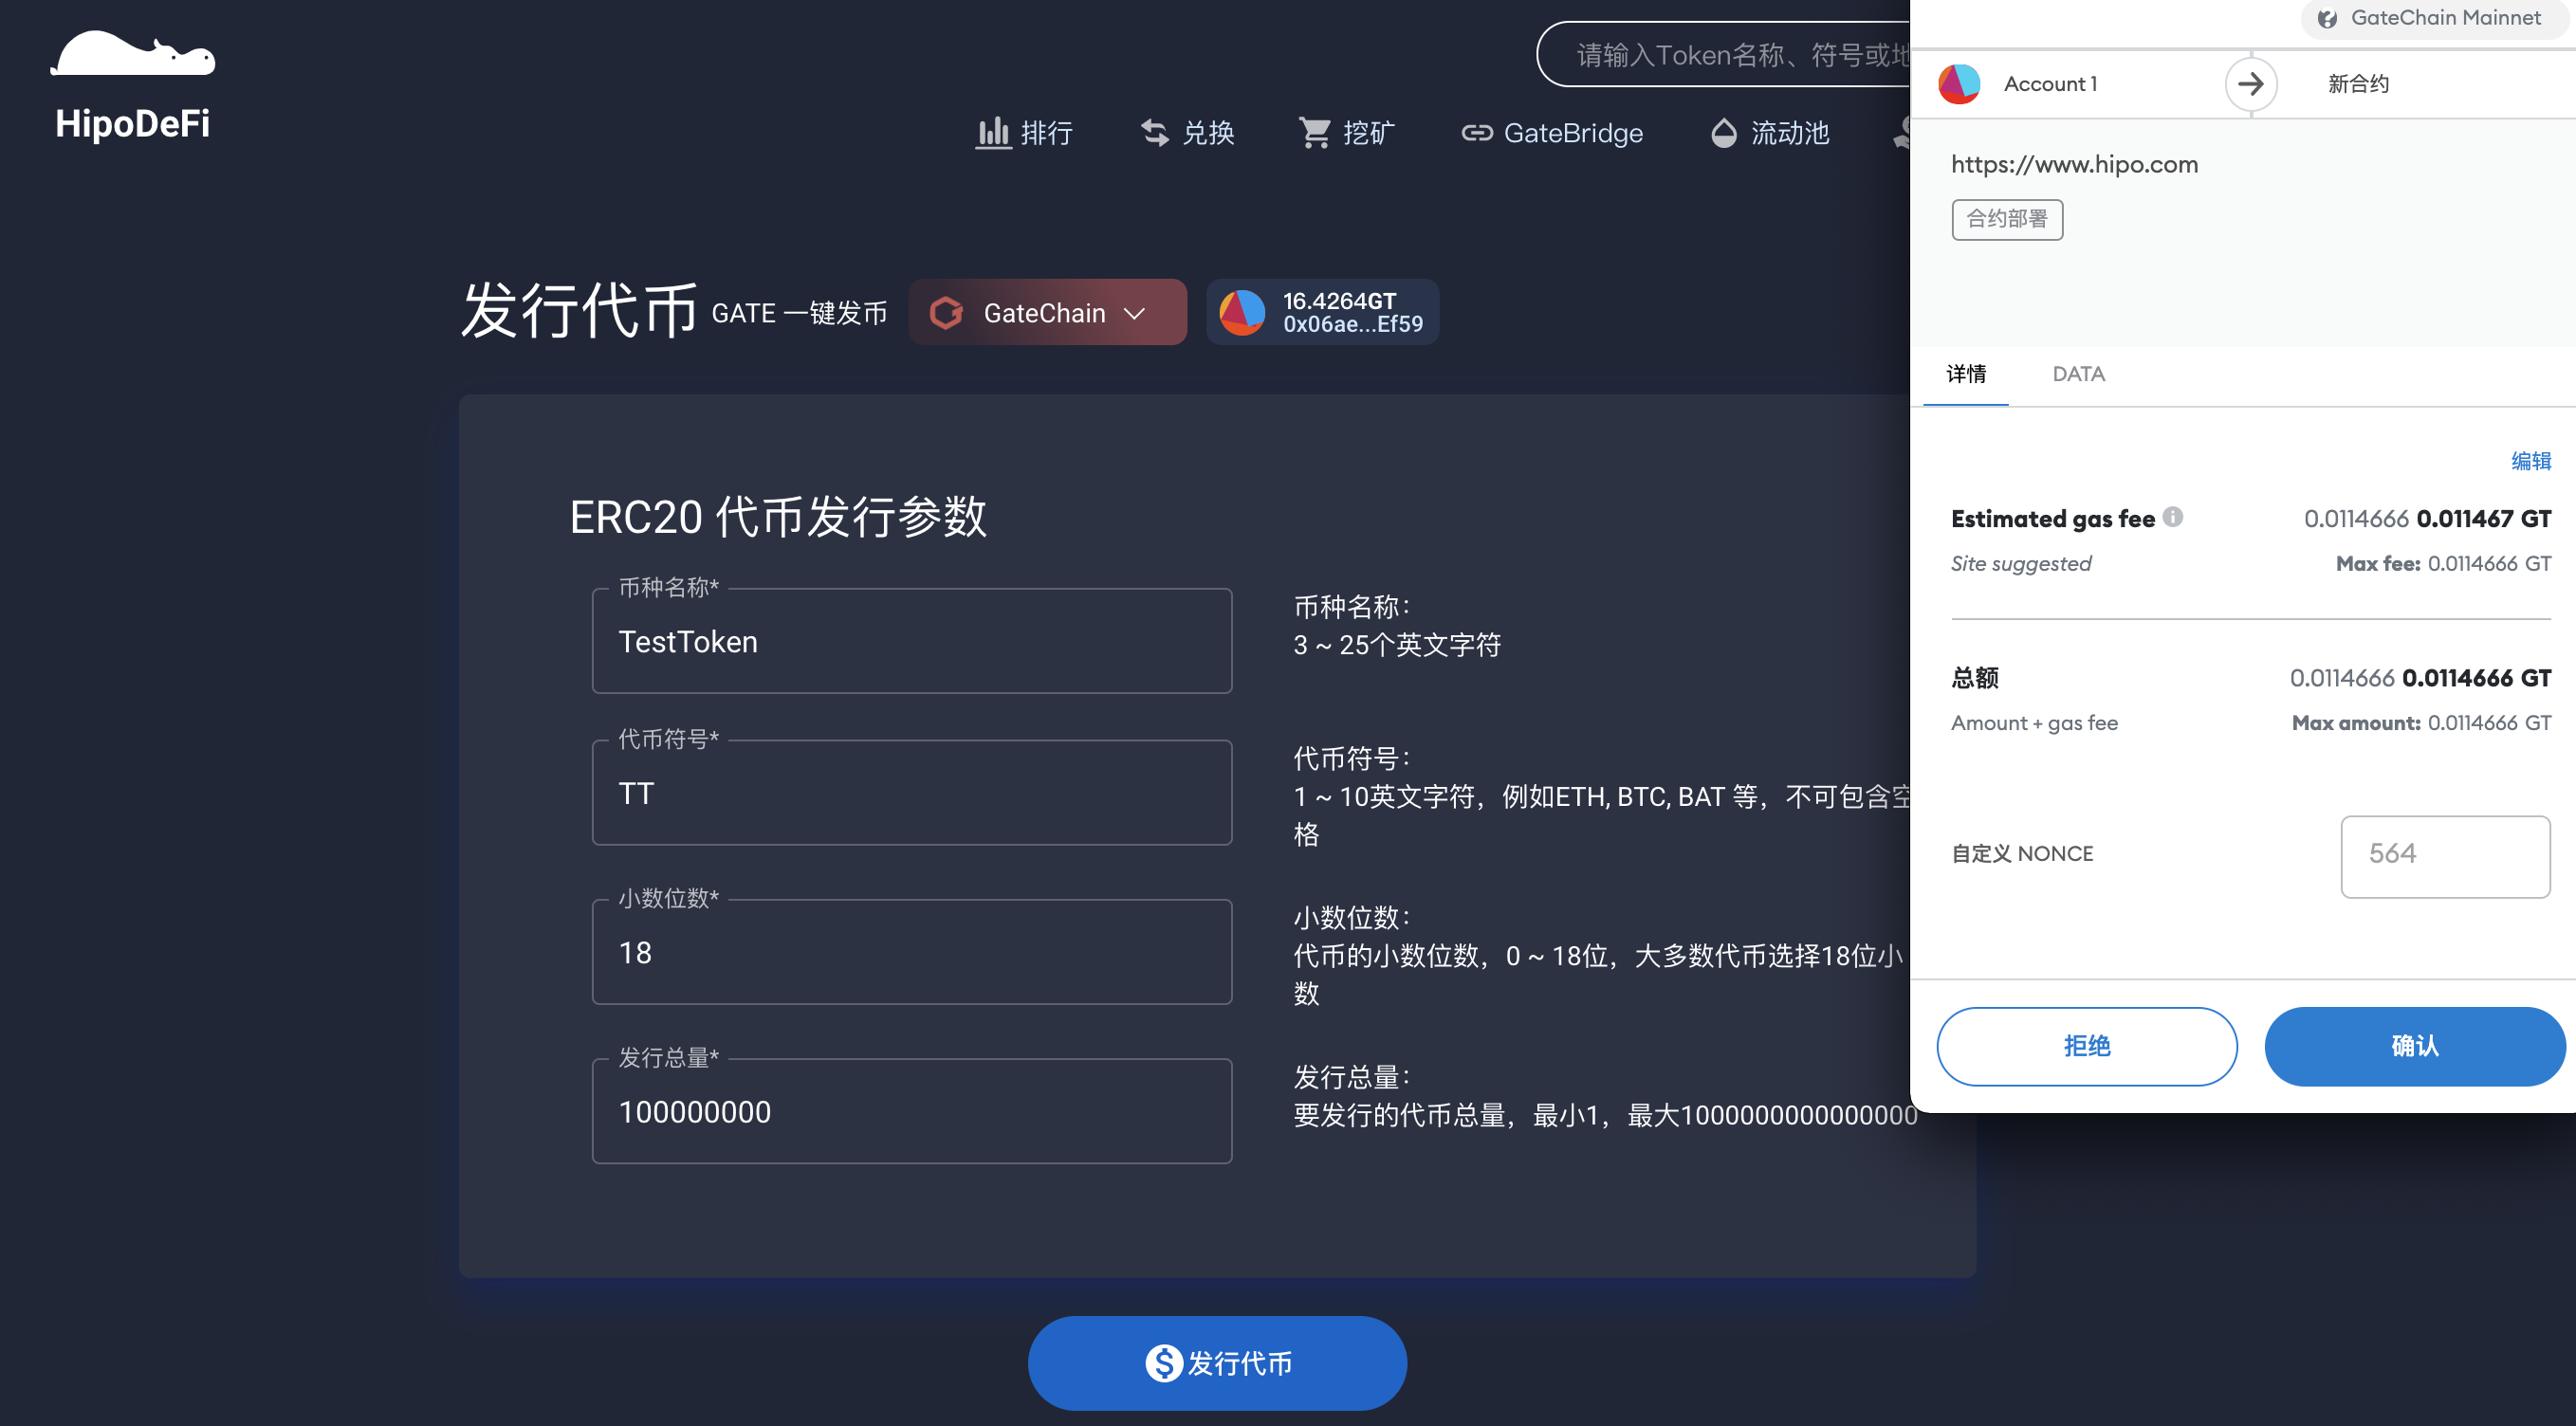 HipoDeFi
请输入Token名称、符号或地
排行
兑换
挖矿
GateBridge
流动池
发行代币 GATE 一键发币
GateChain
16.4264GT
0x06ae...Ef59
ERC20 代币发行参数
币种名称*
TestToken
币种名称：
3 ~ 25个英文字符
代币符号*
TT
代币符号：
1 ~ 10英文字符，例如ETH, BTC, BAT 等，不可包含空
格
小数位数*
18
小数位数：
代币的小数位数，0 ~ 18位，大多数代币选择18位小
数
发行总量*
100000000
发行总量：
要发行的代币总量，最小1，最大1000000000000000
发行代币
GateChain Mainnet
Account 1
新合约
https://www.hipo.com
合约部署
详情
DATA
编辑
Estimated gas fee 0.0114666 0.011467 GT
Site suggested Max fee: 0.0114666 GT
总额 0.0114666 0.0114666 GT
Amount + gas fee Max amount: 0.0114666 GT
自定义 NONCE 564
拒绝
确认